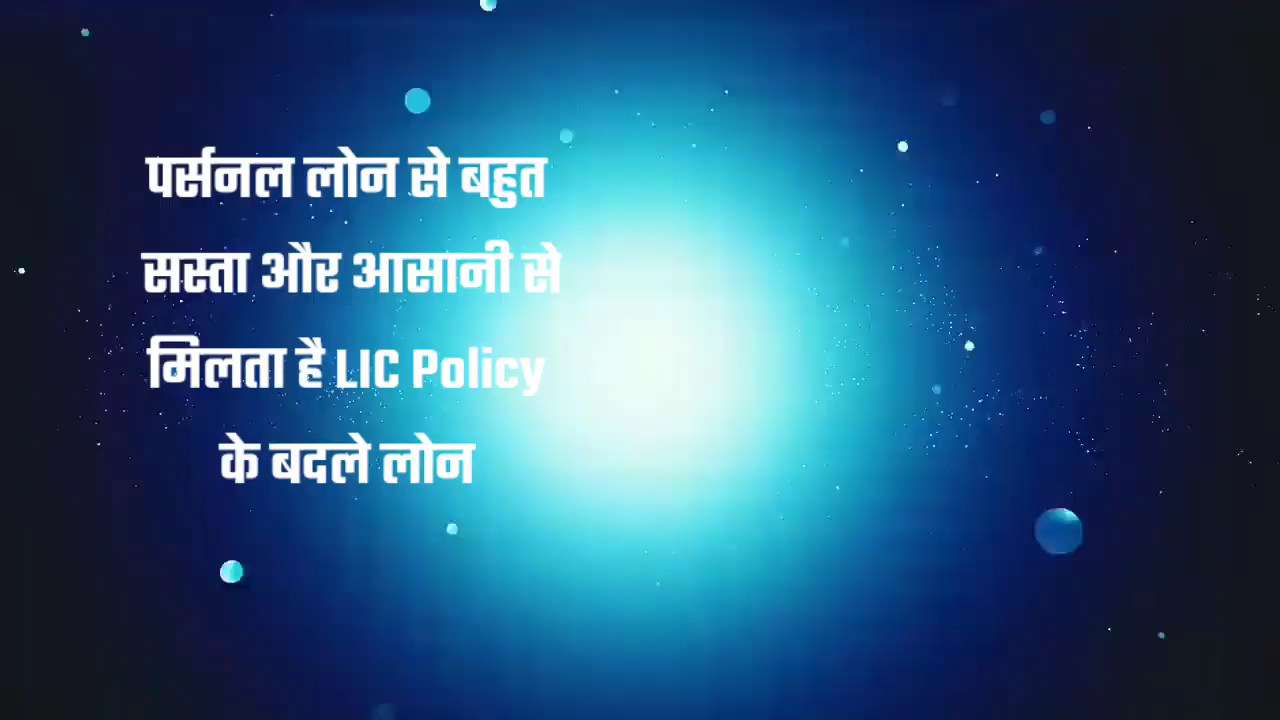 पर्सनल लोन से बहुत
सस्ता और आसानी से
मिलता है LIC Policy
के बदले लोन